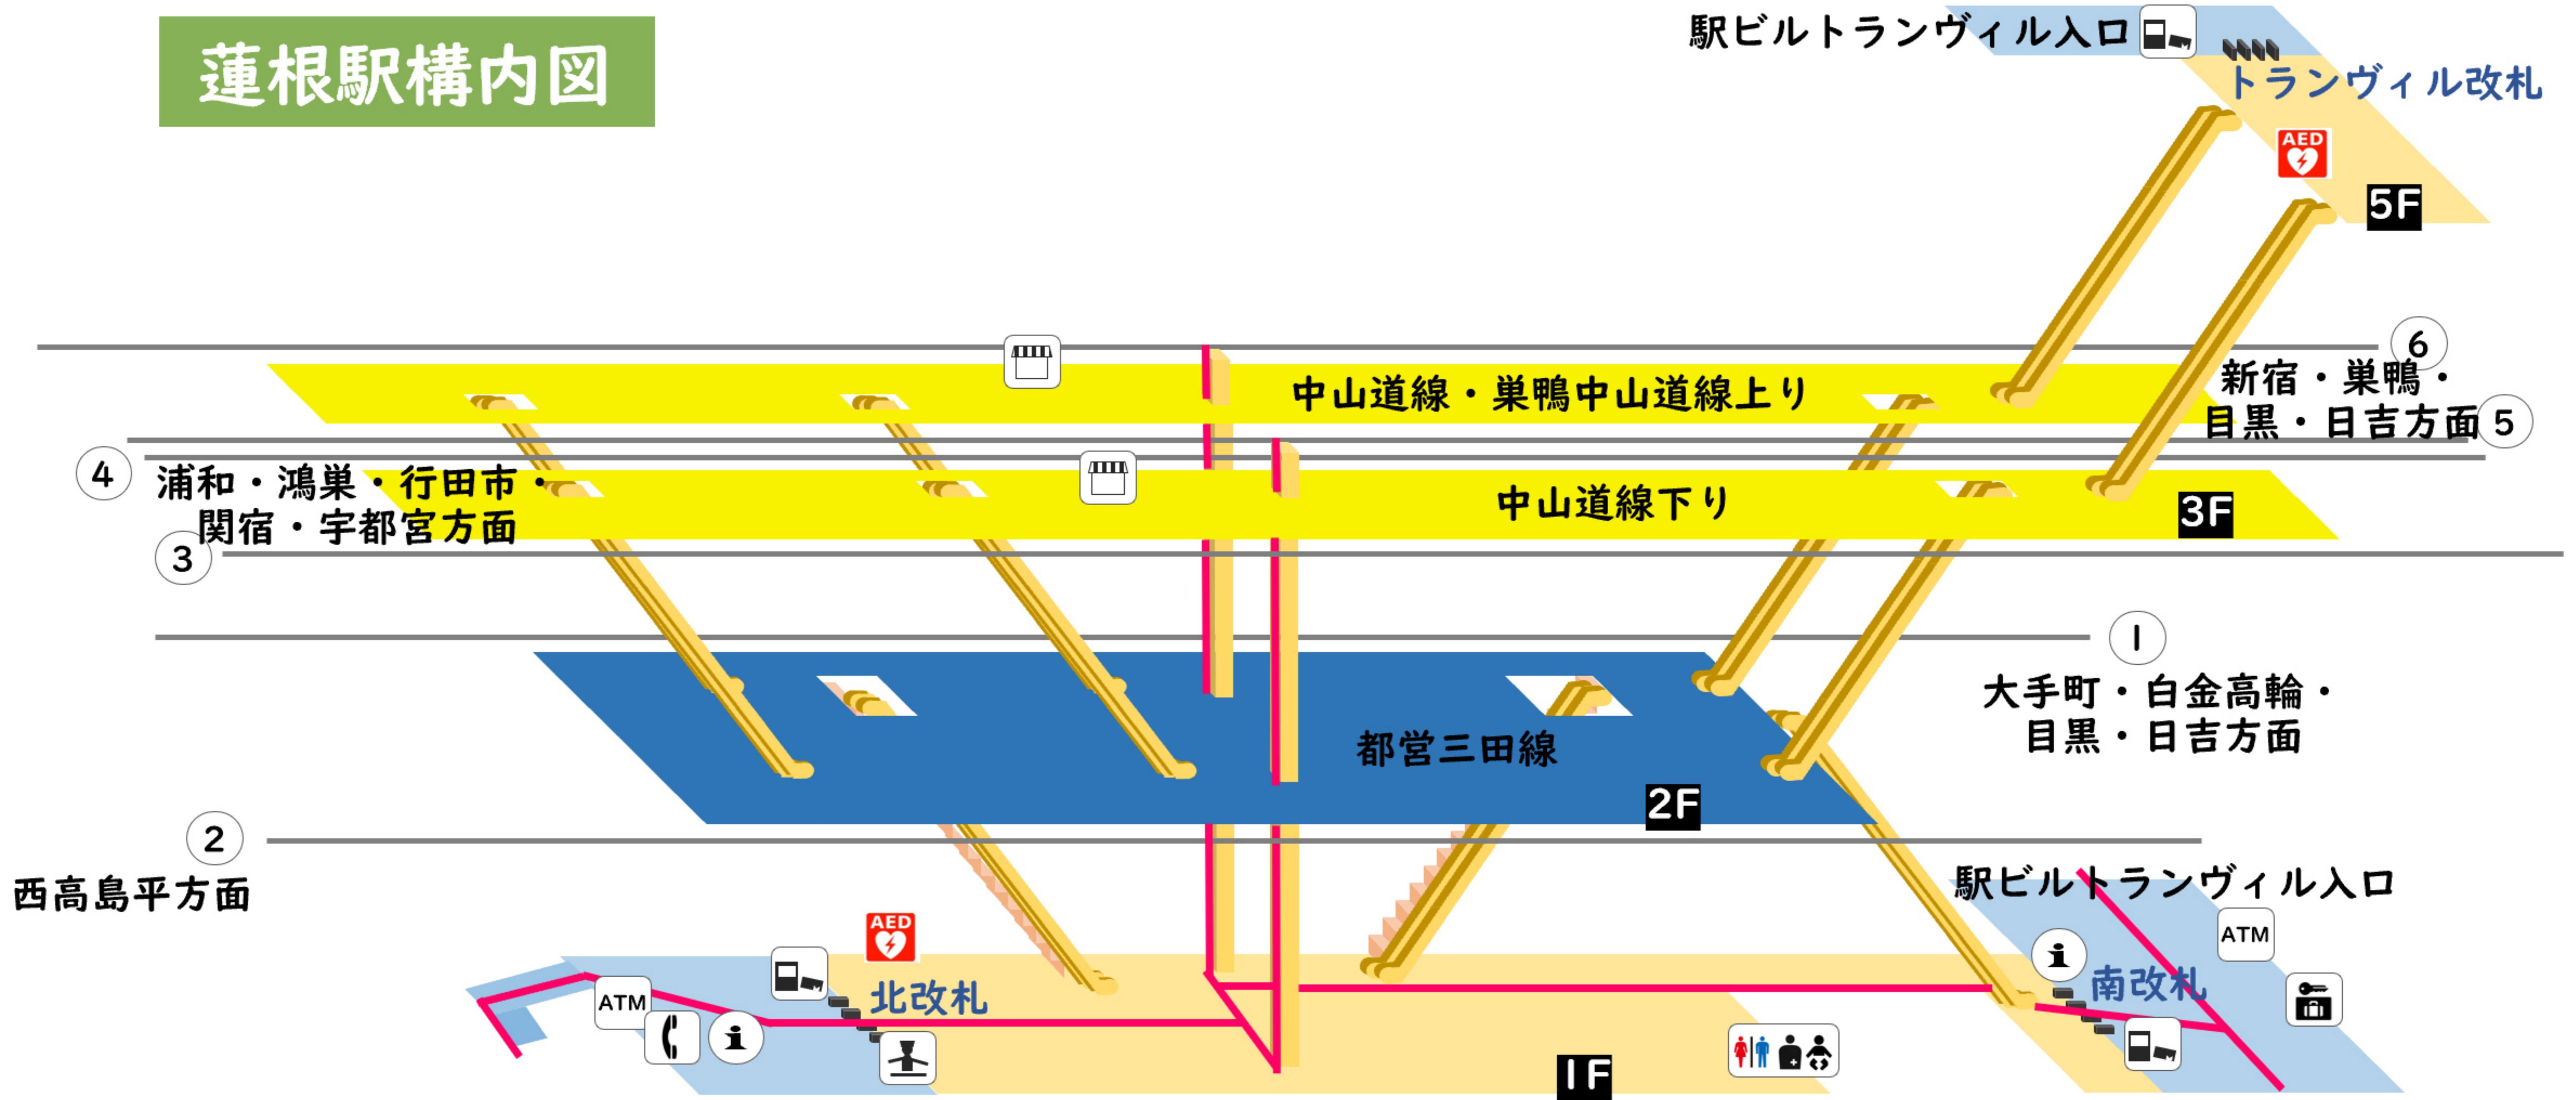 蓮根駅構内図
駅ビルトランヴィル入口
トランヴィル改札
AED
5F
6
中山道線・巣鴨中山道線上り
新宿・巣鴨・
目黒・日吉方面
5
4
浦和・鴻巣・行田市・
関宿・宇都宮方面
中山道線下り
3F
3
1
大手町・白金高輪・
目黒・日吉方面
都営三田線
2F
2
西高島平方面
駅ビルトランヴィル入口
AED
ATM
ATM
i
i
北改札
南改札
1F